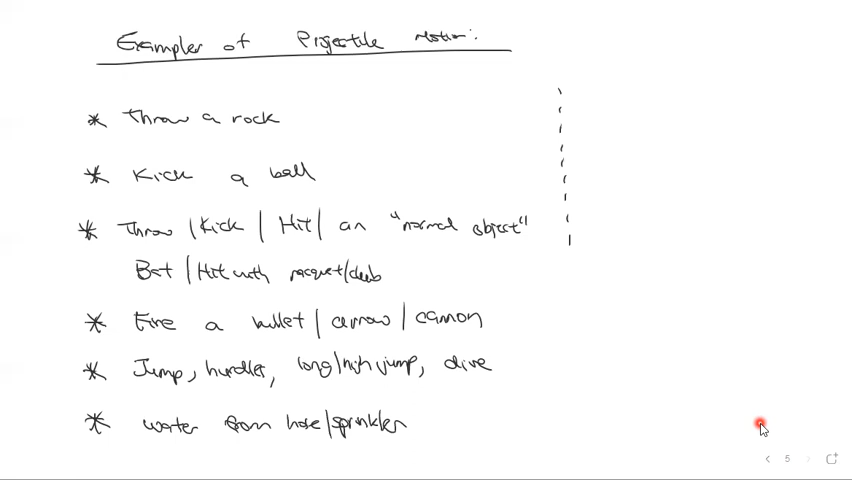 Examples of Projectile Motion:
* Throw a rock
* Kick a ball
* Throw | Kick | Hit | an "normal object"
Bat | Hit with racquet/club
* Fire a bullet | arrow | cannon
* Jump, hurdles, long/high jump, dive
* water from hose/sprinkler
5